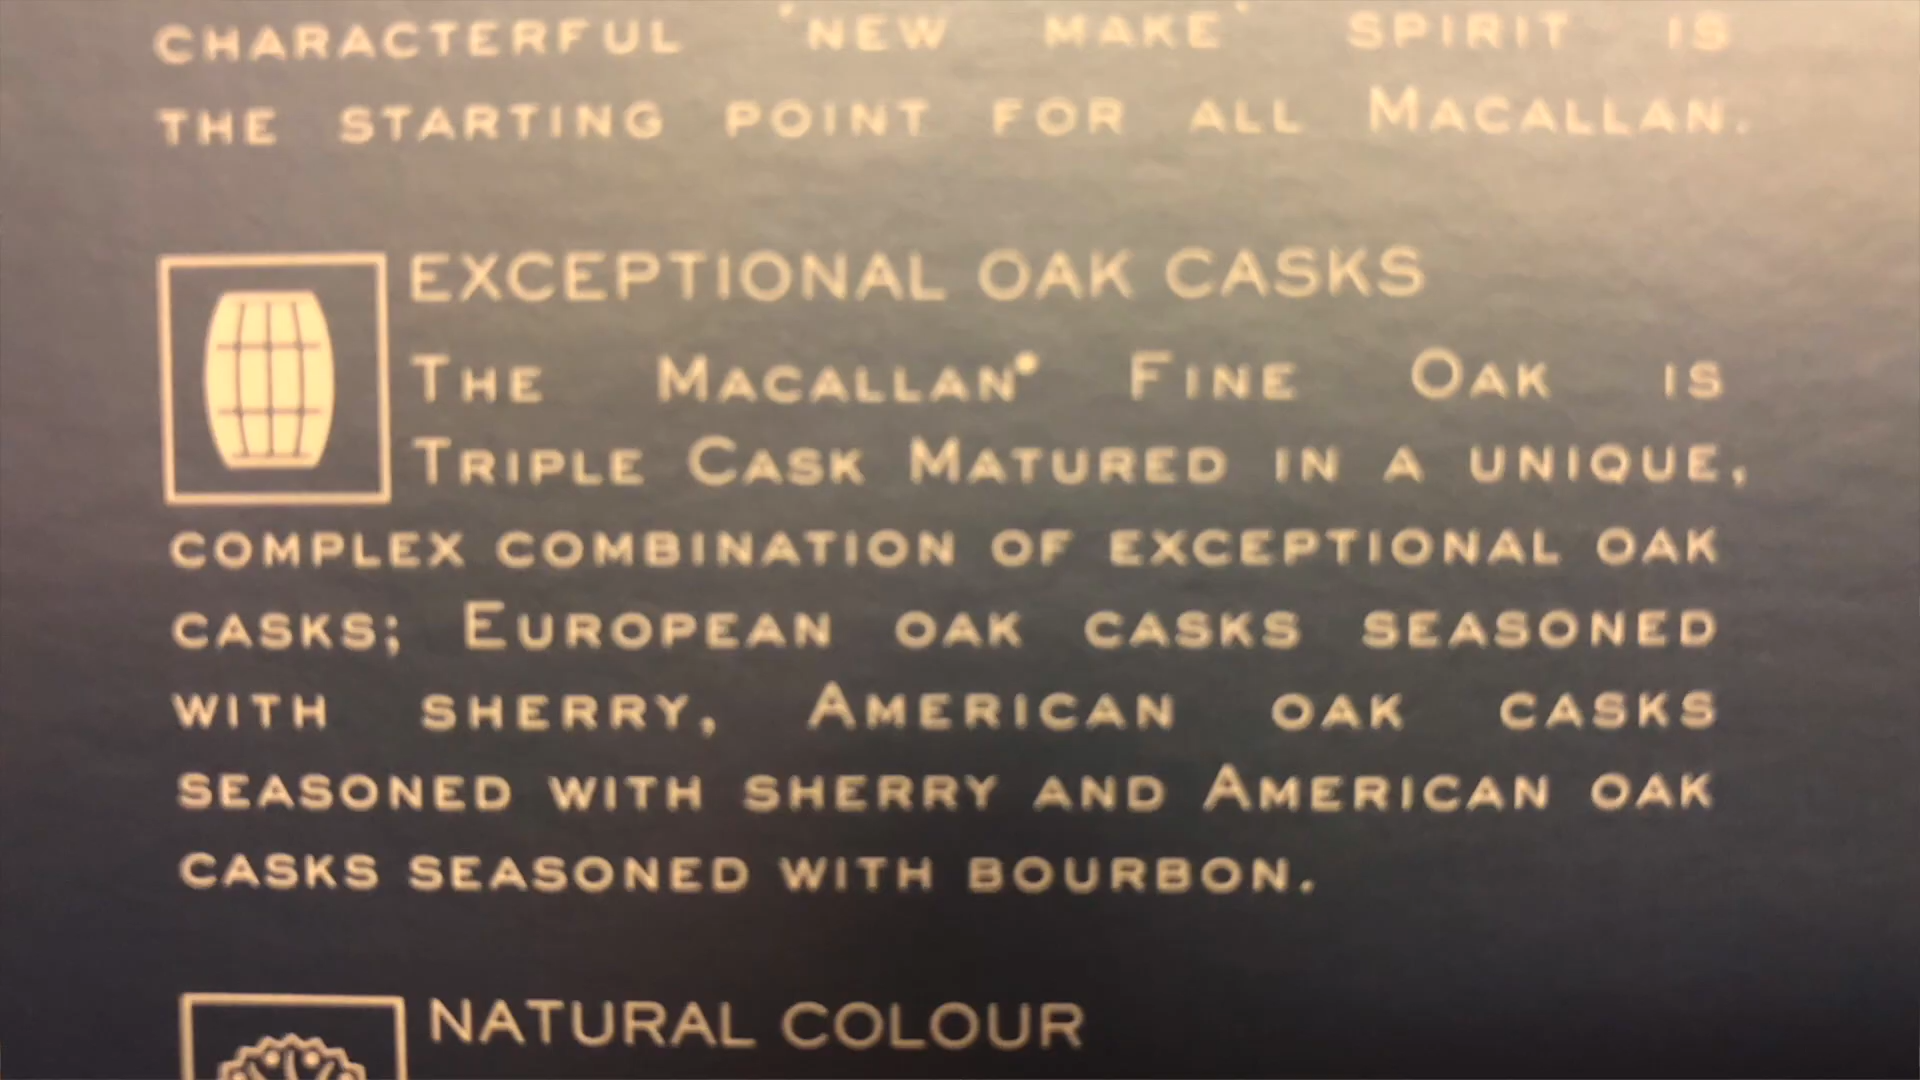 CHARACTERFUL 'NEW MAKE' SPIRIT IS
THE STARTING POINT FOR ALL MACALLAN.
EXCEPTIONAL OAK CASKS
THE MACALLAN® FINE OAK IS
TRIPLE CASK MATURED IN A UNIQUE,
COMPLEX COMBINATION OF EXCEPTIONAL OAK
CASKS; EUROPEAN OAK CASKS SEASONED
WITH SHERRY, AMERICAN OAK CASKS
SEASONED WITH SHERRY AND AMERICAN OAK
CASKS SEASONED WITH BOURBON.
NATURAL COLOUR